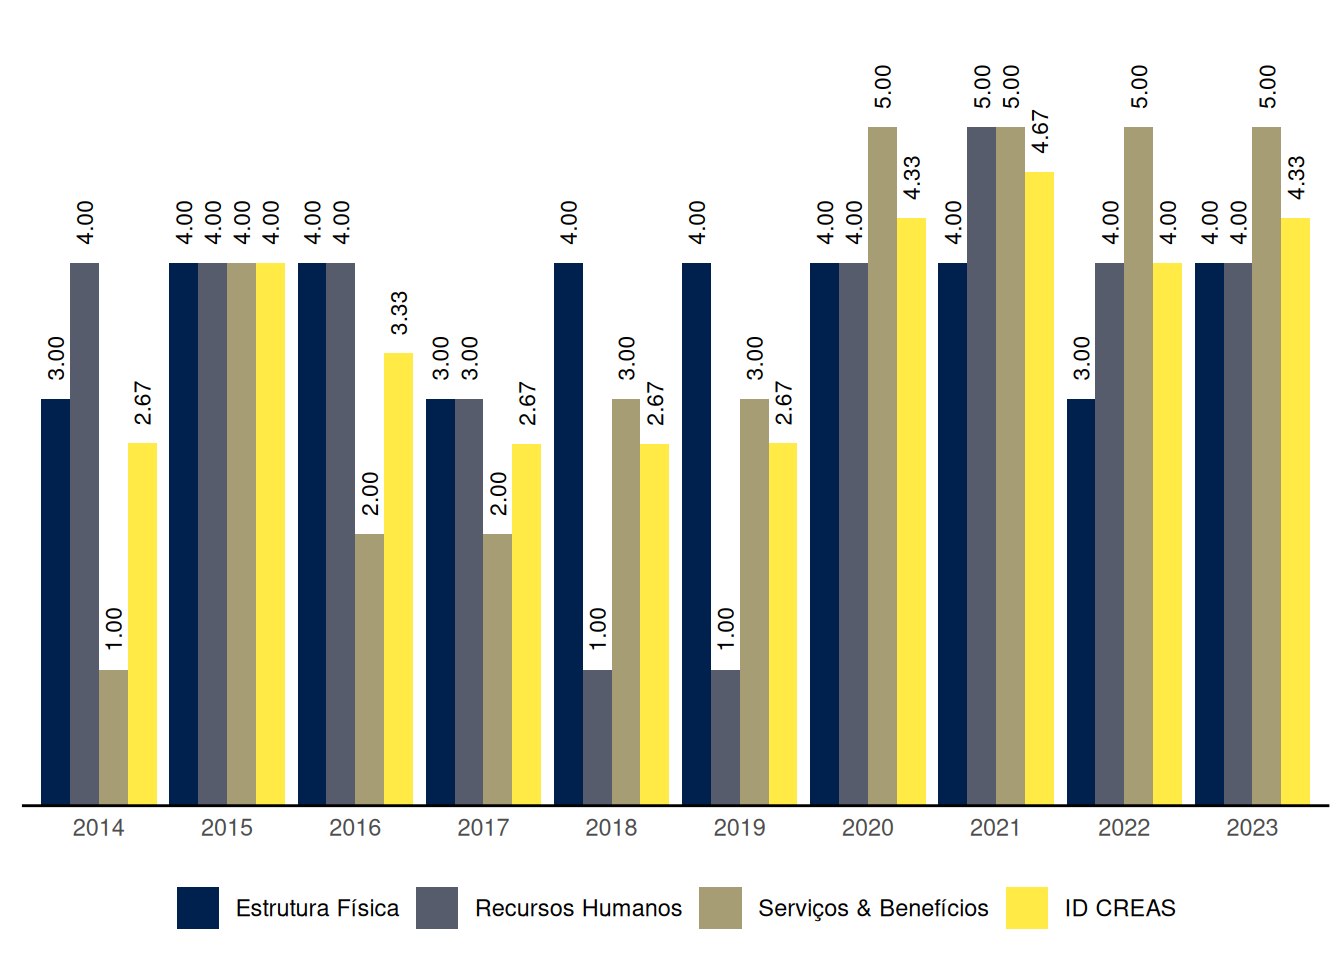 3.00 4.00 1.00 2.67
4.00 4.00 4.00 4.00
4.00 4.00 2.00 3.33
3.00 3.00 2.00 2.67
4.00 1.00 3.00 2.67
4.00 1.00 3.00 2.67
4.00 4.00 5.00 4.33
4.00 5.00 5.00 4.67
3.00 4.00 5.00 4.00
4.00 4.00 5.00 4.33
2014 2015 2016 2017 2018 2019 2020 2021 2022 2023
Estrutura Física Recursos Humanos Serviços & Benefícios ID CREAS